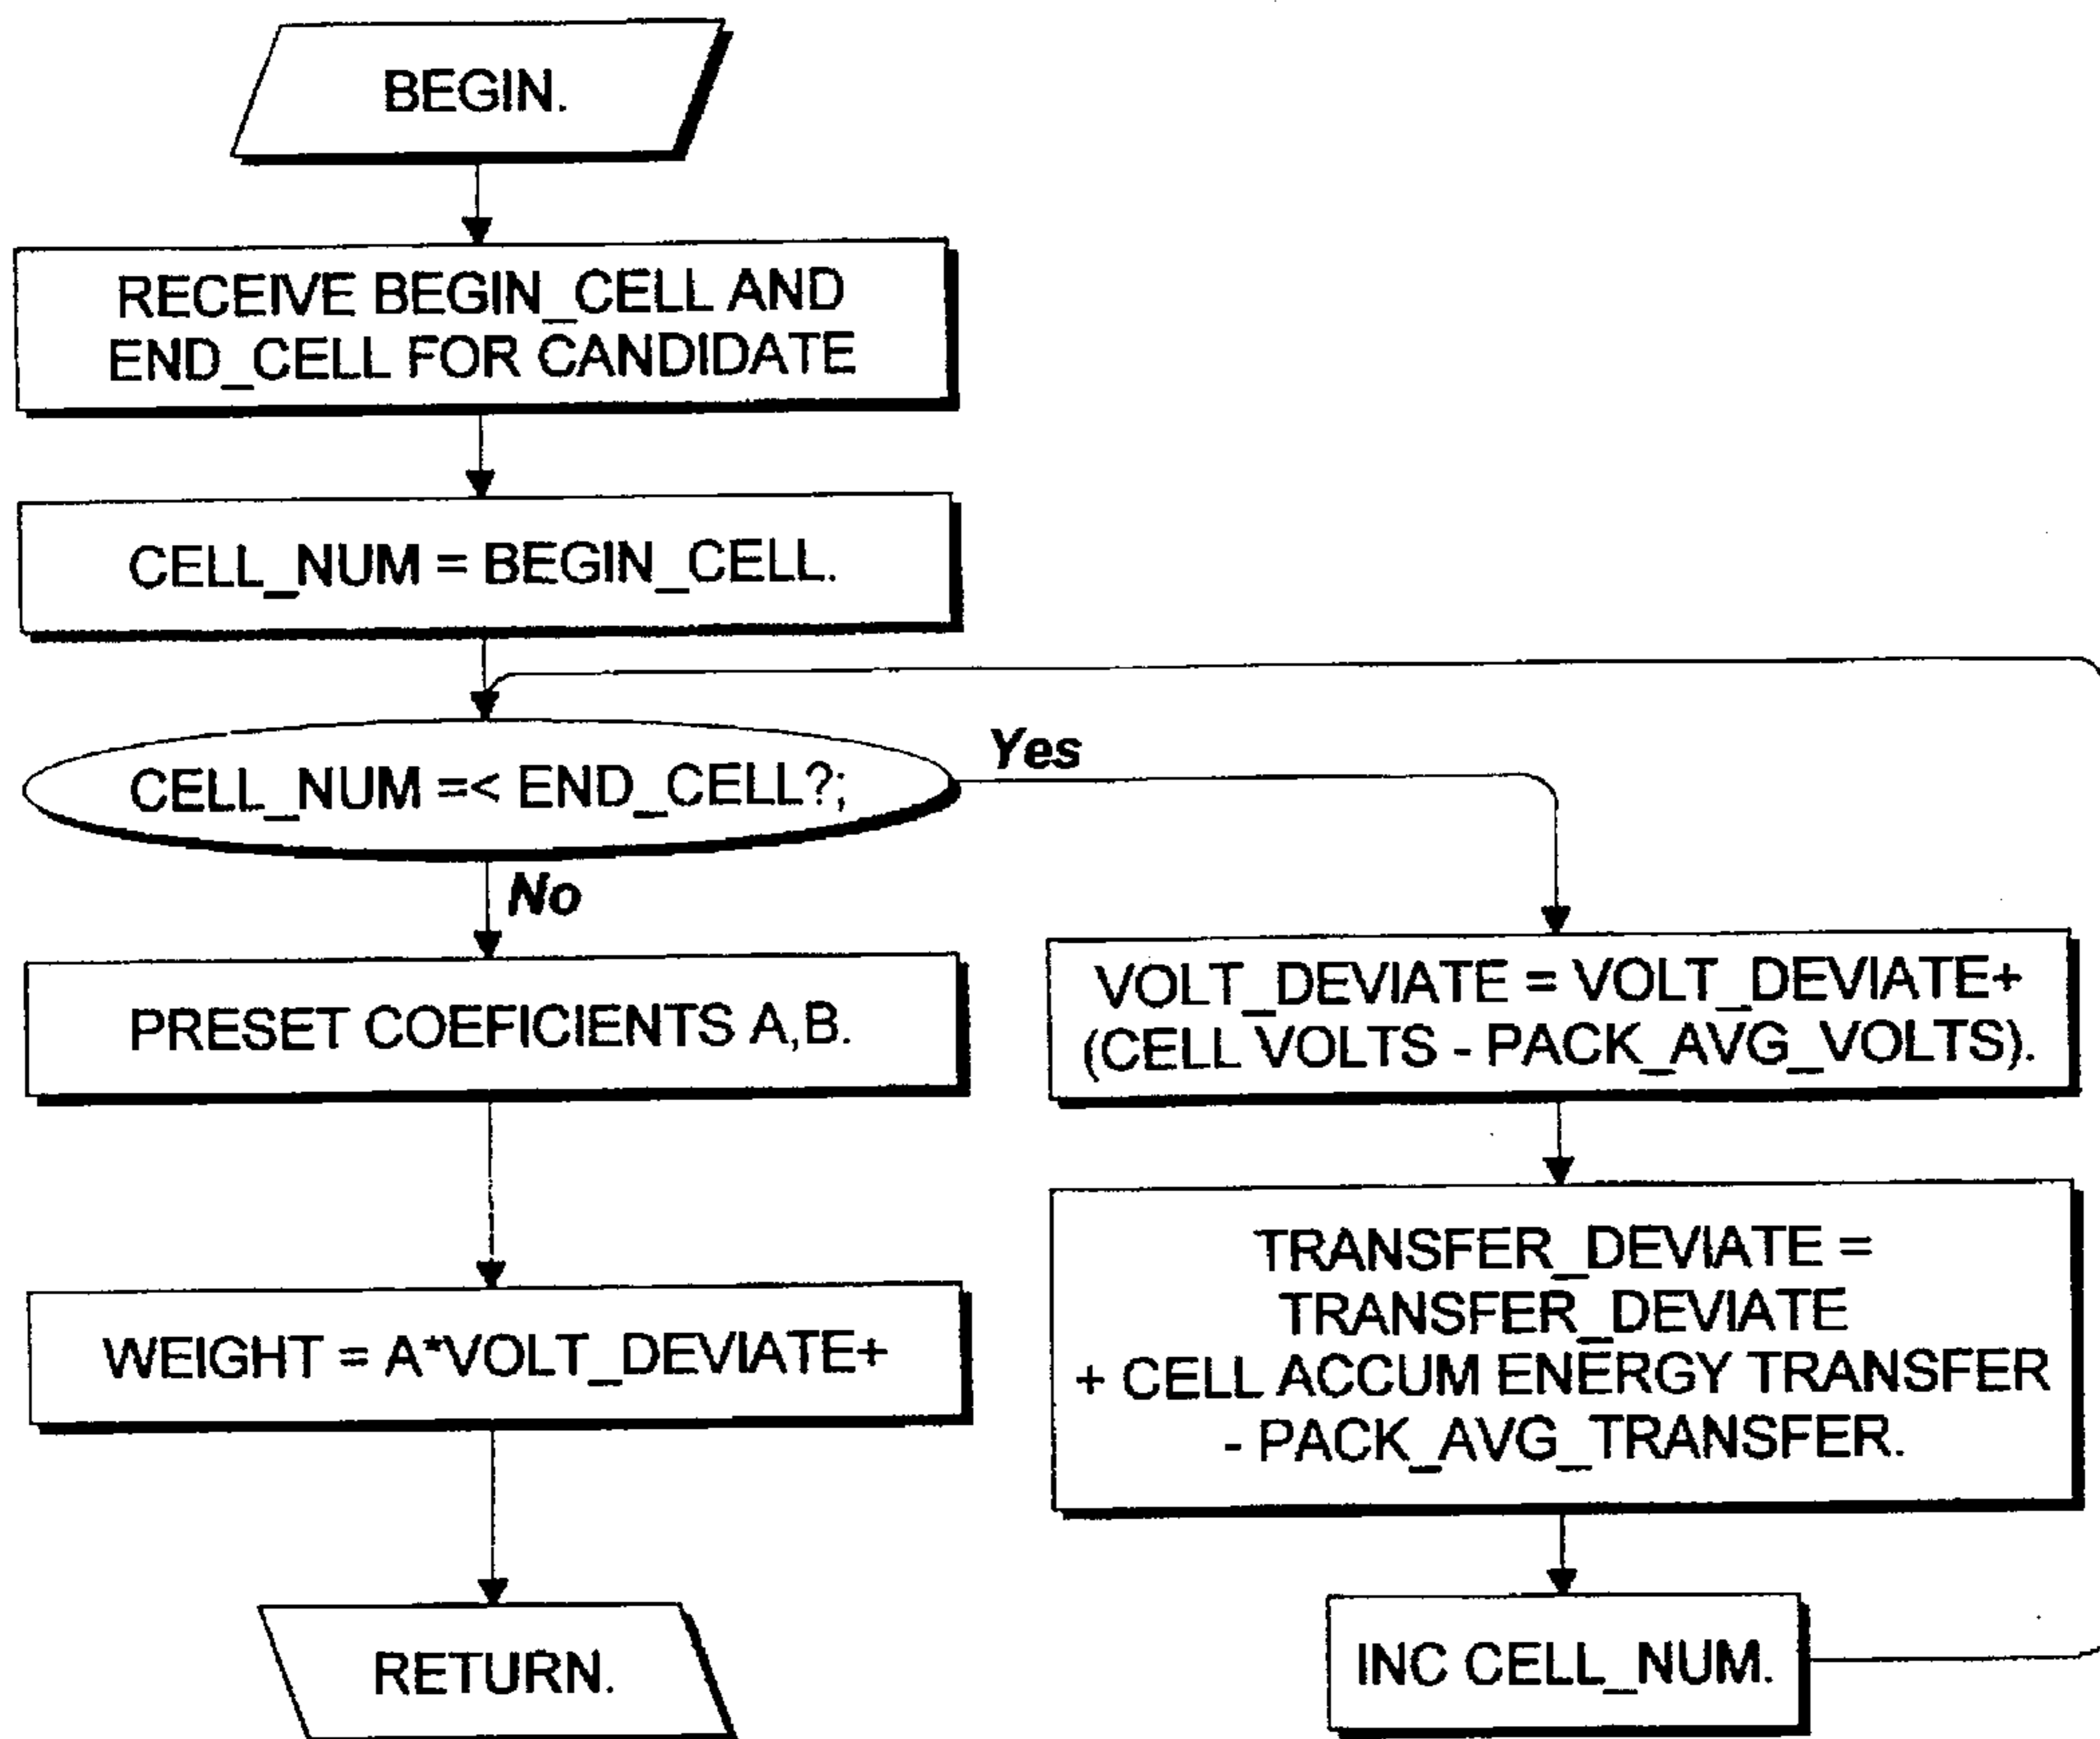 BEGIN.
RECEIVE BEGIN_CELL AND
END_CELL FOR CANDIDATE
CELL_NUM = BEGIN_CELL.
CELL_NUM =< END_CELL?;
Yes
No
PRESET COEFICIENTS A,B.
WEIGHT = A*VOLT_DEVIATE+
RETURN.
VOLT_DEVIATE = VOLT_DEVIATE+
(CELL VOLTS - PACK_AVG_VOLTS).
TRANSFER_DEVIATE =
TRANSFER_DEVIATE
+ CELL ACCUM ENERGY TRANSFER
- PACK_AVG_TRANSFER.
INC CELL_NUM.